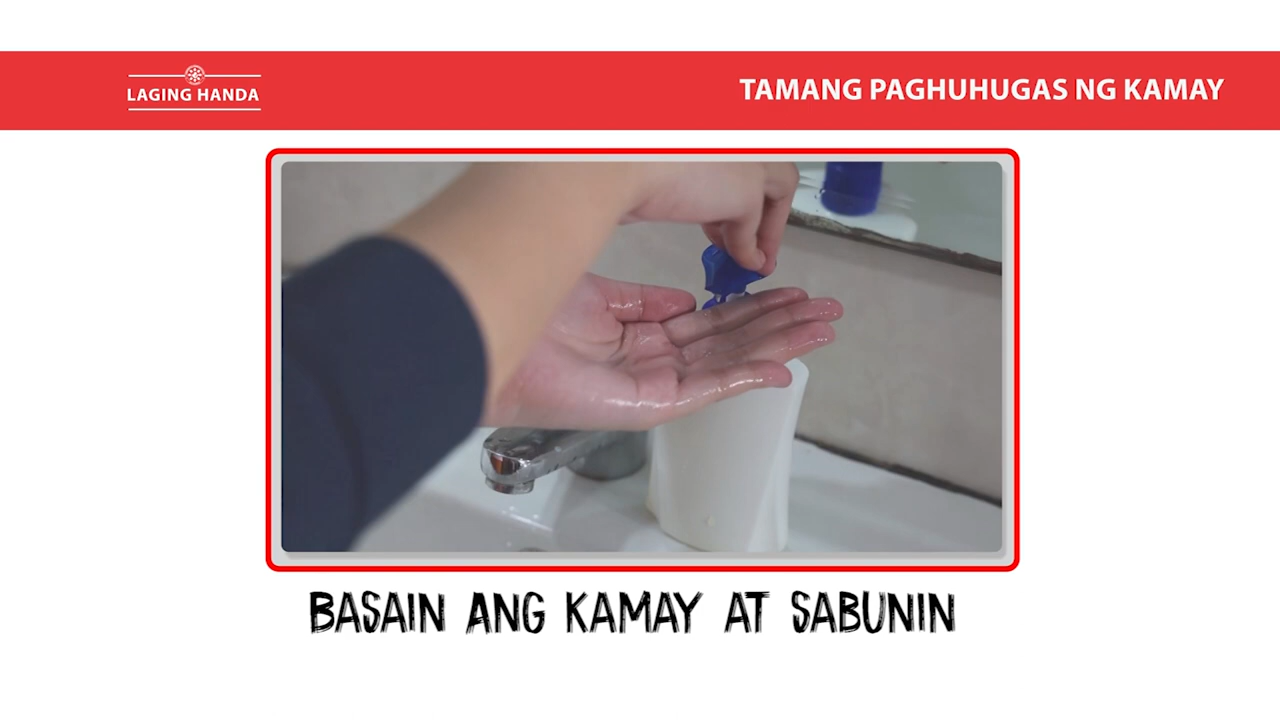 LAGING HANDA
TAMANG PAGHUHUGAS NG KAMAY
BASAIN ANG KAMAY AT SABUNIN